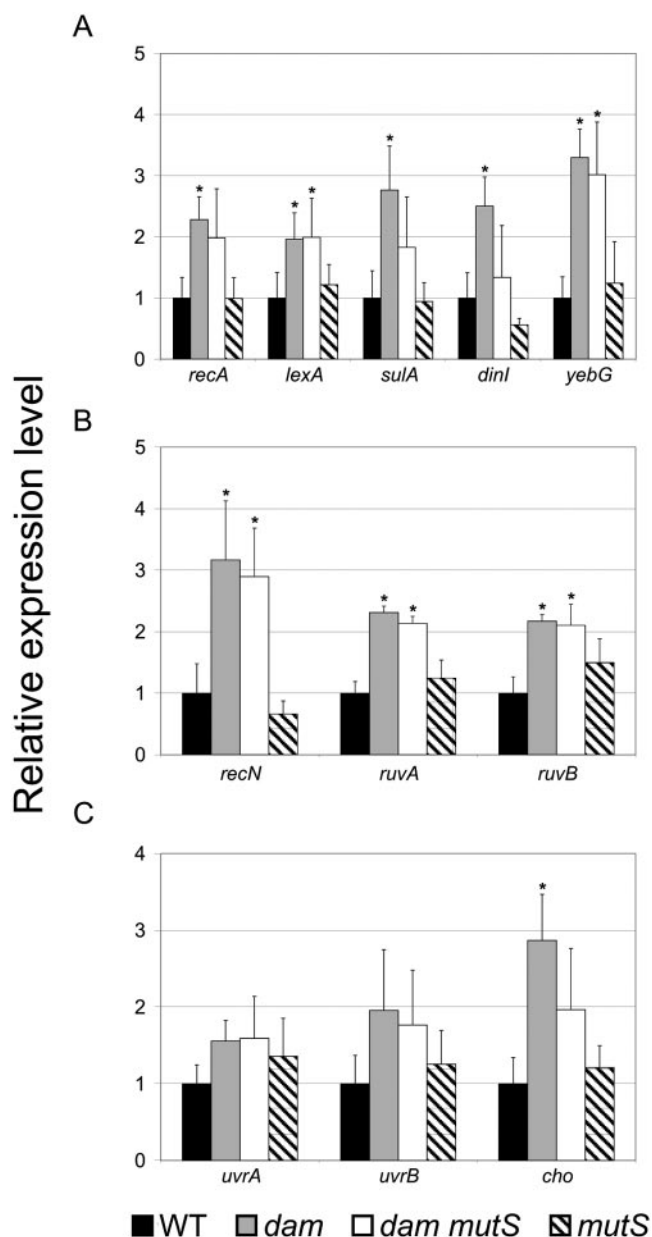 A
5
4
3
2
1
0
* * * * * * *
recA lexA sulA dinI yebG
B
5
4
3
2
1
0
* * * * * *
recN ruvA ruvB
C
4
3
2
1
0
*
uvrA uvrB cho
Relative expression level
WT dam dam mutS mutS